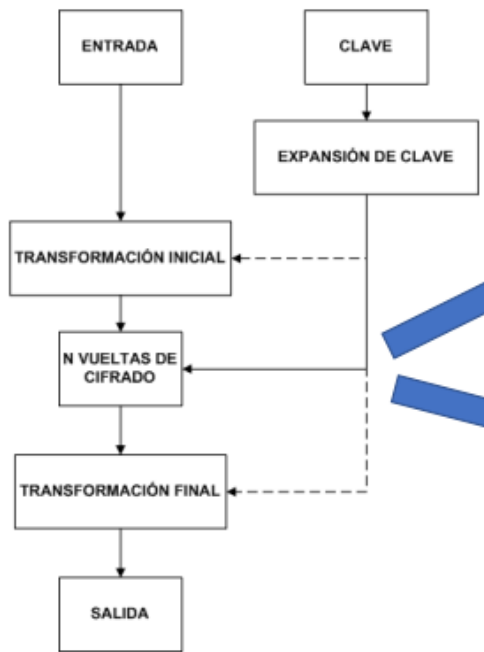 ENTRADA
CLAVE
EXPANSIÓN DE CLAVE
TRANSFORMACIÓN INICIAL
N VUELTAS DE
CIFRADO
TRANSFORMACIÓN FINAL
SALIDA